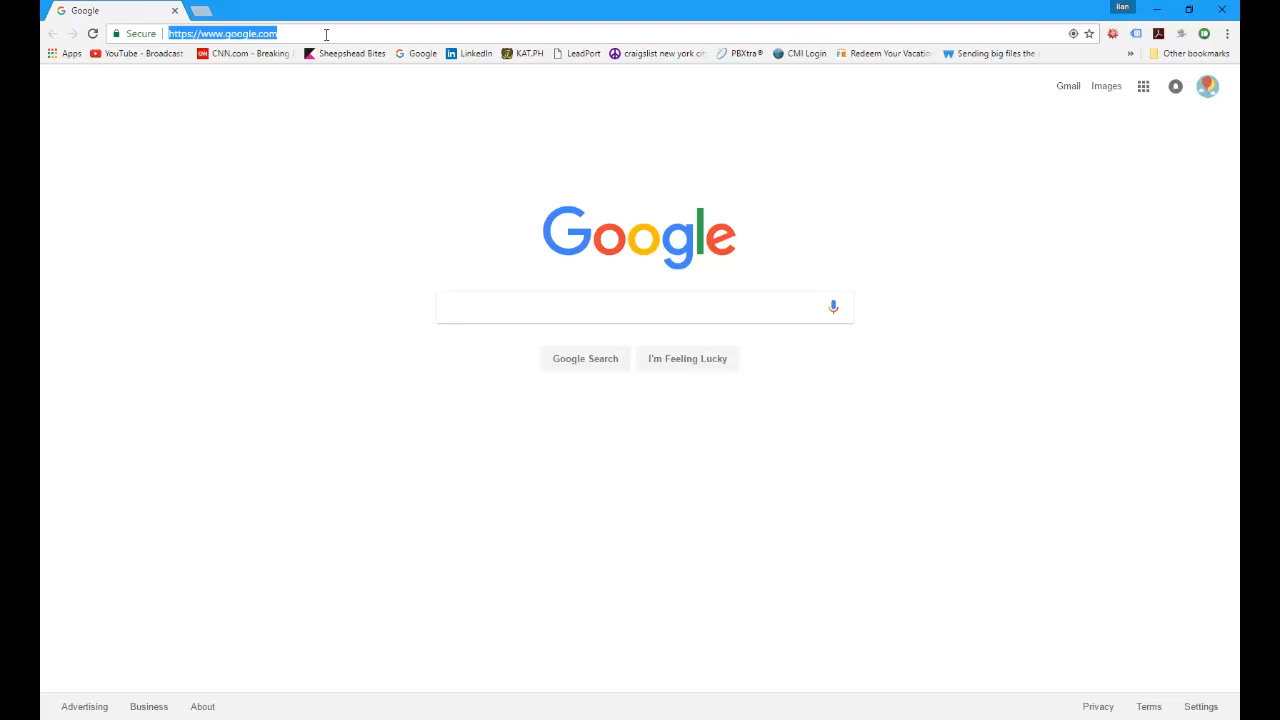 Google
Ilan
Secure
https://www.google.com
Apps
YouTube - Broadcast
CNN.com - Breaking
Sheepshead Bites
Google
LinkedIn
KAT.PH
LeadPort
craigslist new york cit
PBXtra®
CMI Login
Redeem Your Vacatio
Sending big files the
»
Other bookmarks
Gmail
Images
Google
Google Search
I'm Feeling Lucky
Advertising
Business
About
Privacy
Terms
Settings